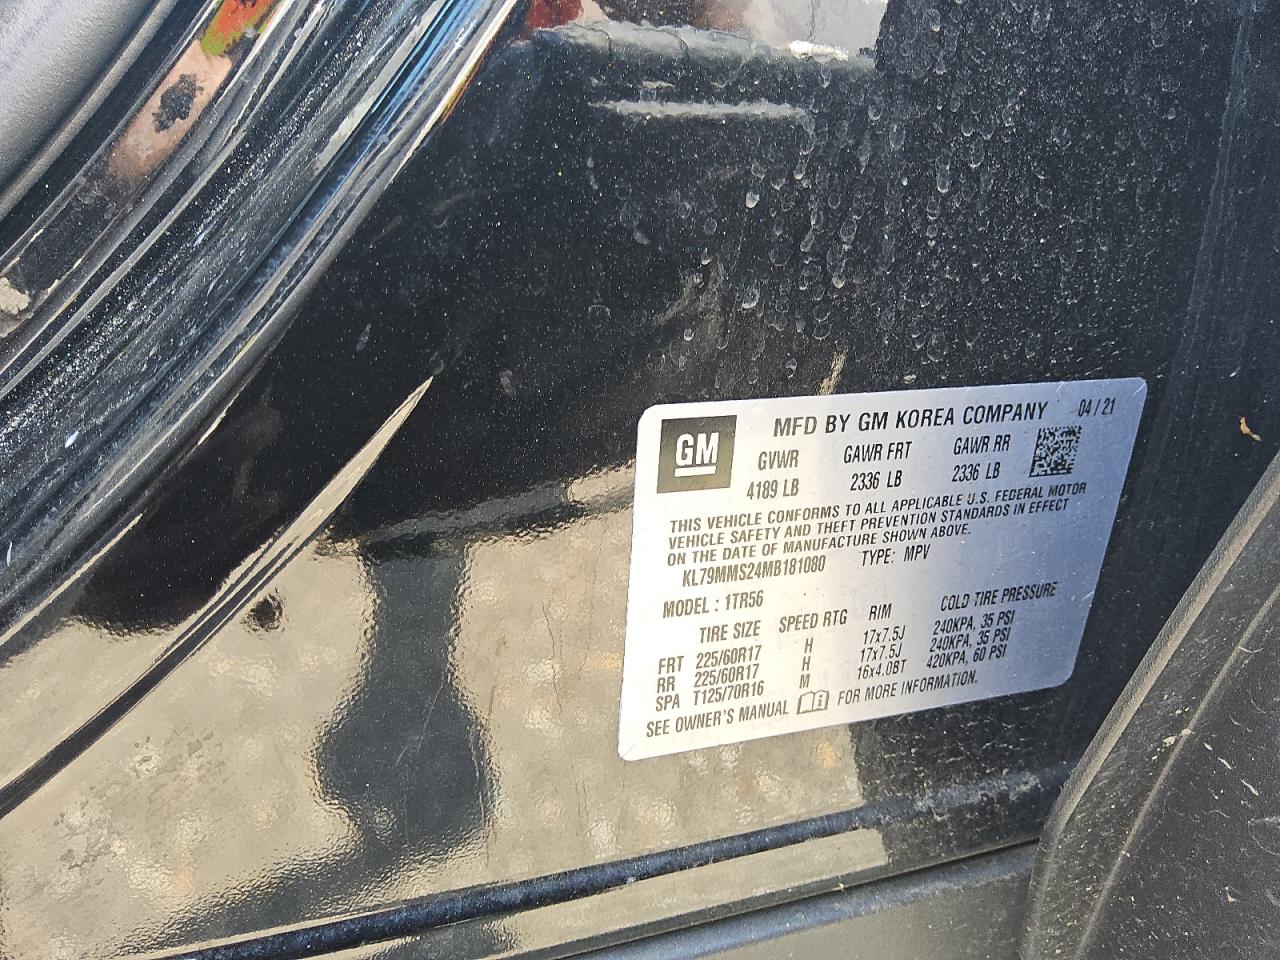 GM
MFD BY GM KOREA COMPANY 04/21
GVWR GAWR FRT GAWR RR
4189 LB 2336 LB 2336 LB
THIS VEHICLE CONFORMS TO ALL APPLICABLE U.S. FEDERAL MOTOR
VEHICLE SAFETY AND THEFT PREVENTION STANDARDS IN EFFECT
ON THE DATE OF MANUFACTURE SHOWN ABOVE.
KL79MMS24MB181080 TYPE: MPV
MODEL : 1TR56
TIRE SIZE SPEED RTG RIM COLD TIRE PRESSURE
FRT 225/60R17 H 17x7.5J 240KPA, 35 PSI
RR 225/60R17 H 17x7.5J 240KPA, 35 PSI
SPA T125/70R16 M 16x4.0BT 420KPA, 60 PSI
SEE OWNER'S MANUAL i FOR MORE INFORMATION.